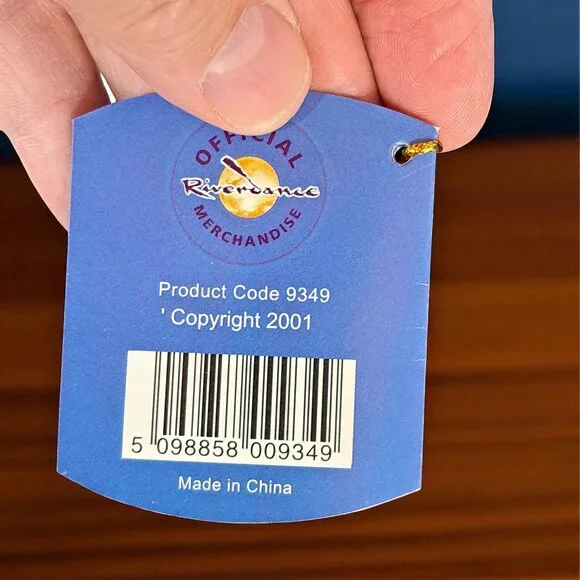 OFFICIAL
Riverdance
MERCHANDISE
Product Code 9349
' Copyright 2001
5 098858 009349
Made in China